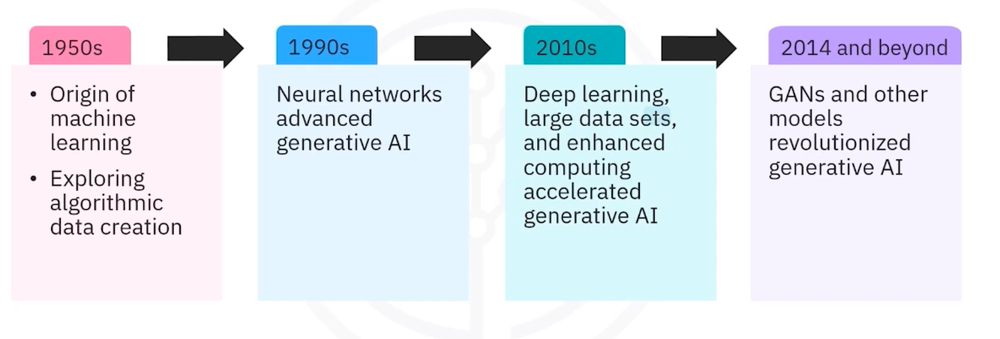 1950s
• Origin of
machine
learning
• Exploring
algorithmic
data creation
1990s
Neural networks
advanced
generative AI
2010s
Deep learning,
large data sets,
and enhanced
computing
accelerated
generative AI
2014 and beyond
GANs and other
models
revolutionized
generative AI